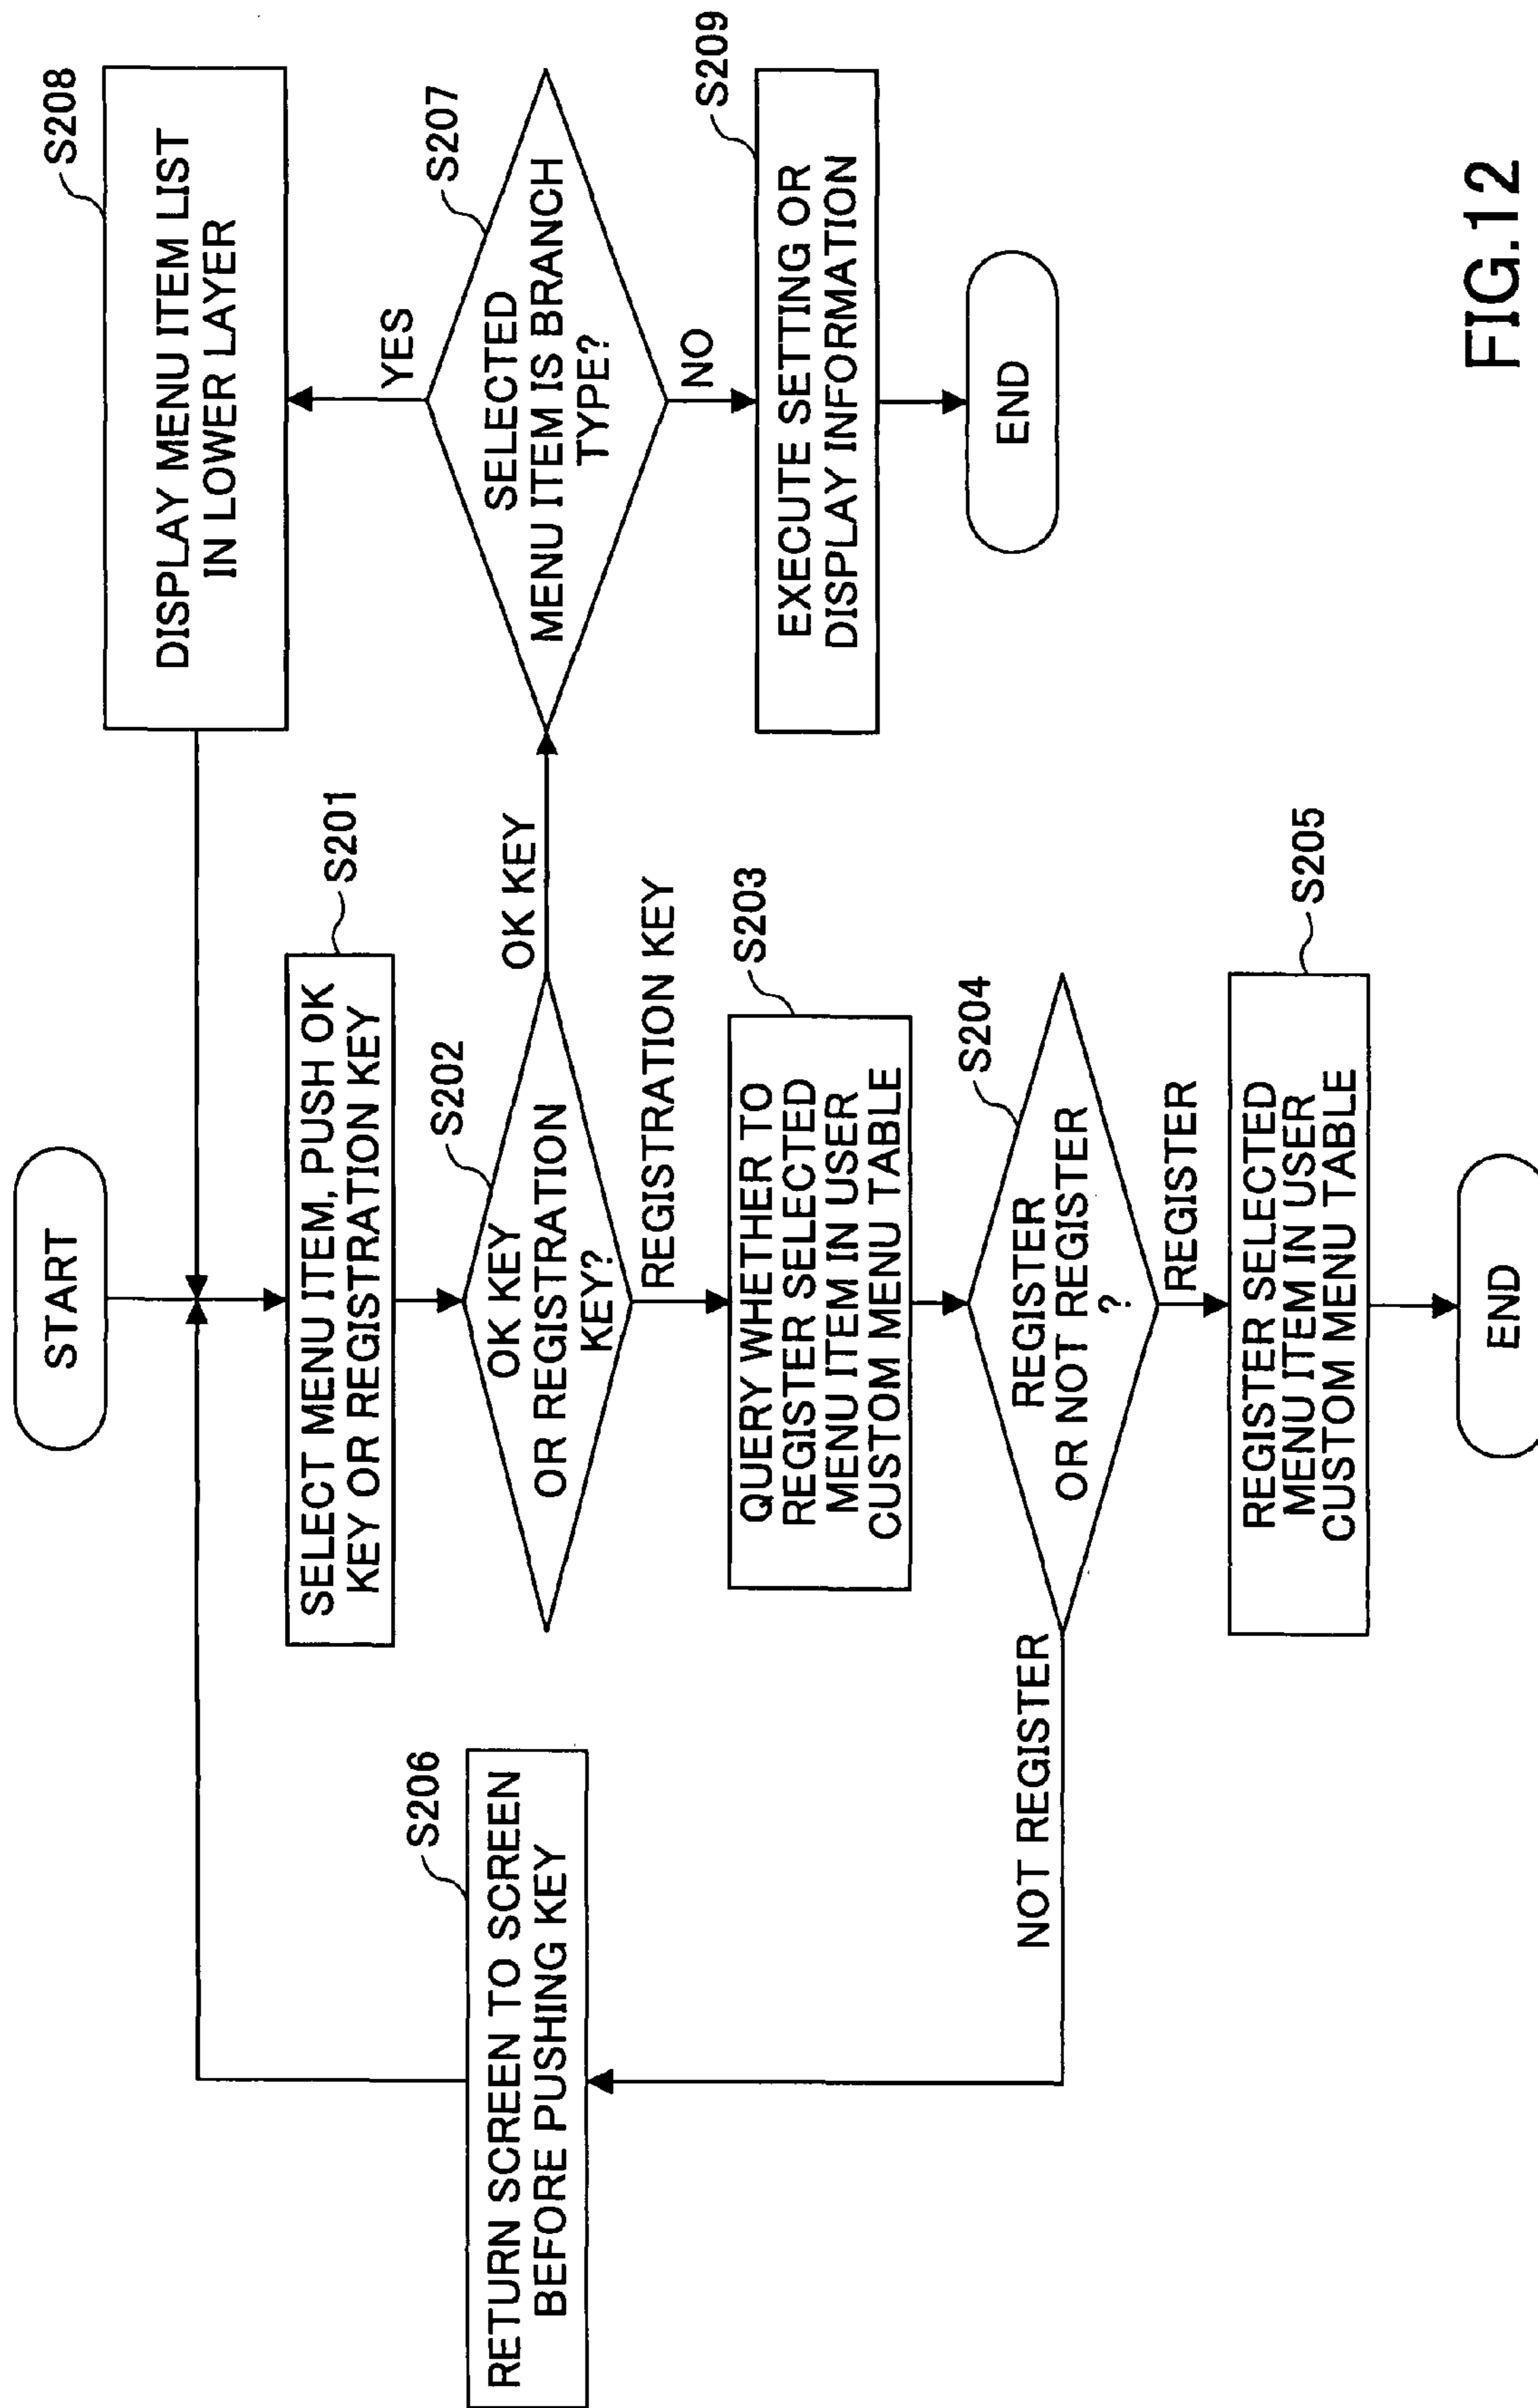 START
S201
SELECT MENU ITEM, PUSH OK
KEY OR REGISTRATION KEY
S202
OK KEY
OR REGISTRATION
KEY?
OK KEY
REGISTRATION KEY
S203
QUERY WHETHER TO
REGISTER SELECTED
MENU ITEM IN USER
CUSTOM MENU TABLE
S204
REGISTER
OR NOT REGISTER
?
REGISTER
NOT REGISTER
S205
REGISTER SELECTED
MENU ITEM IN USER
CUSTOM MENU TABLE
END
S206
RETURN SCREEN TO SCREEN
BEFORE PUSHING KEY
S207
SELECTED
MENU ITEM IS BRANCH
TYPE?
YES
NO
S208
DISPLAY MENU ITEM LIST
IN LOWER LAYER
S209
EXECUTE SETTING OR
DISPLAY INFORMATION
END
FIG.12